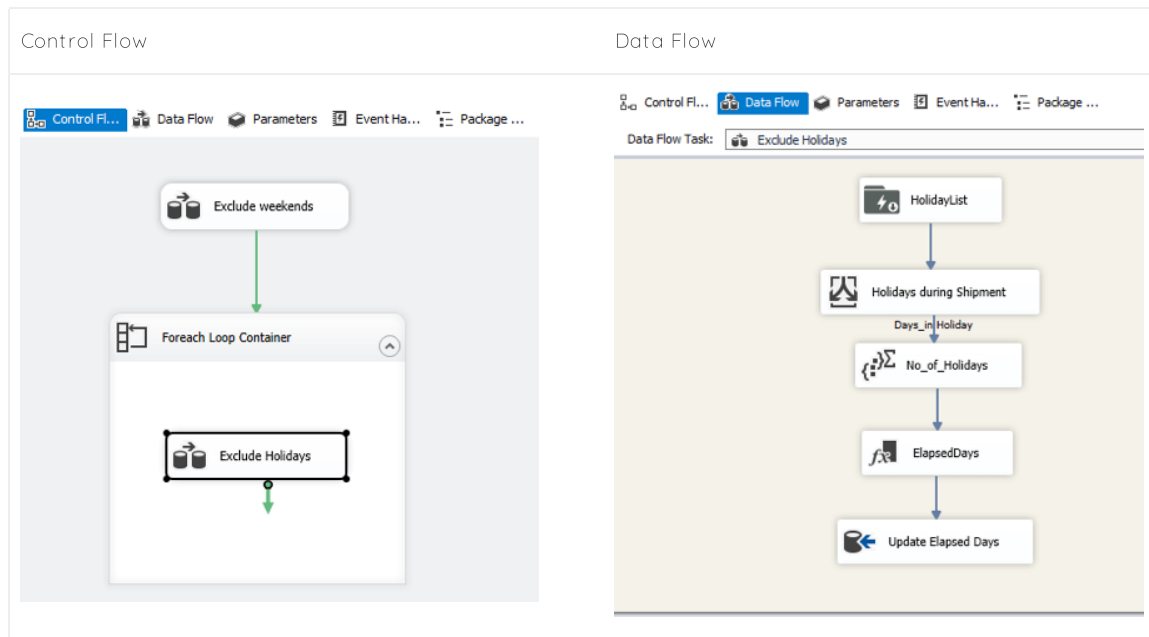 Control Flow
Control Fl... Data Flow Parameters Event Ha... Package ...
Exclude weekends
Foreach Loop Container
Exclude Holidays
Data Flow
Control Fl... Data Flow Parameters Event Ha... Package ...
Data Flow Task: Exclude Holidays
HolidayList
Holidays during Shipment
Days_in_Holiday
No_of_Holidays
ElapsedDays
Update Elapsed Days